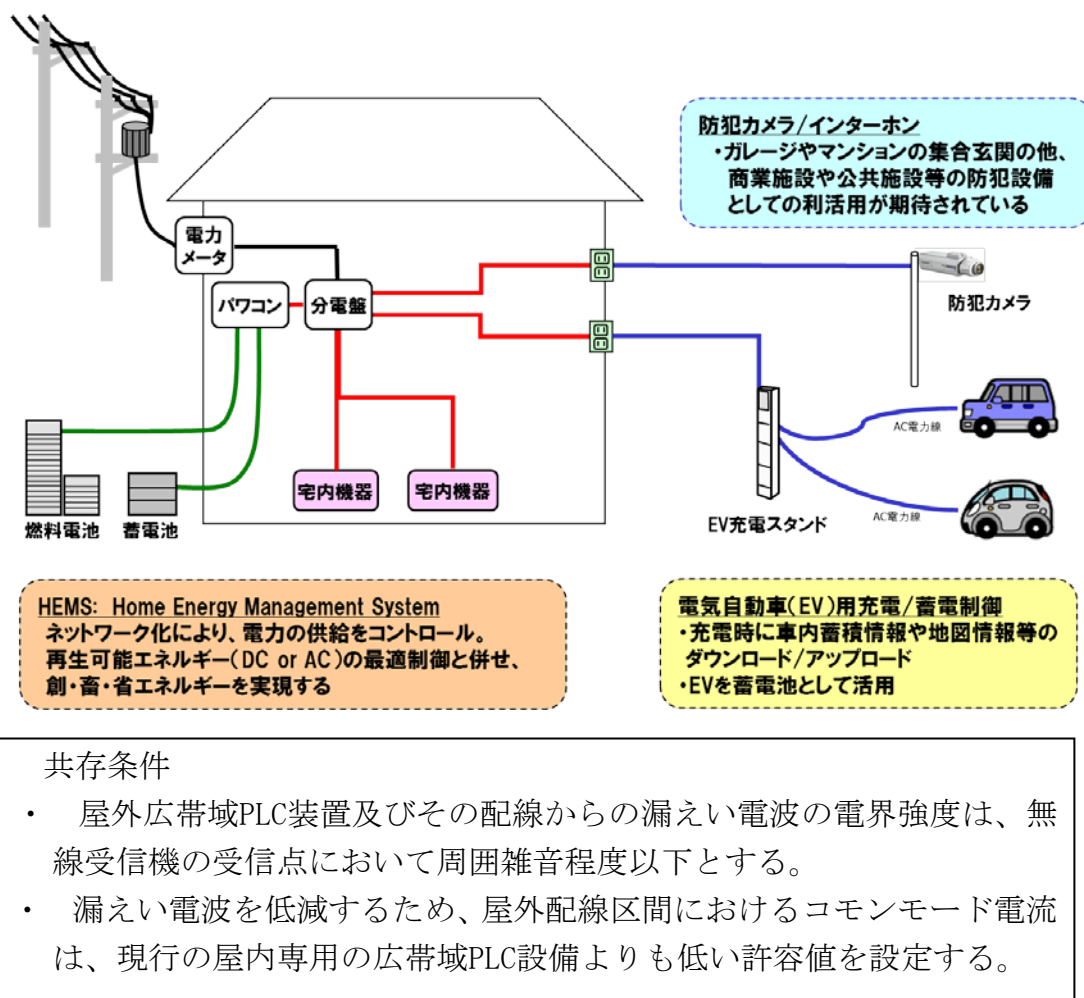 防犯カメラ/インターホン
・ガレージやマンションの集合玄関の他、
商業施設や公共施設等の防犯設備
としての利活用が期待されている
電力
メータ
パワコン
分電盤
防犯カメラ
AC電力線
宅内機器
宅内機器
燃料電池
蓄電池
EV充電スタンド
AC電力線
HEMS: Home Energy Management System
ネットワーク化により、電力の供給をコントロール。
再生可能エネルギー(DC or AC)の最適制御と併せ、
創・畜・省エネルギーを実現する
電気自動車(EV)用充電/蓄電制御
・充電時に車内蓄積情報や地図情報等の
ダウンロード/アップロード
・EVを蓄電池として活用
共存条件
・ 屋外広帯域PLC装置及びその配線からの漏えい電波の電界強度は、無
線受信機の受信点において周囲雑音程度以下とする。
・ 漏えい電波を低減するため、屋外配線区間におけるコモンモード電流
は、現行の屋内専用の広帯域PLC設備よりも低い許容値を設定する。